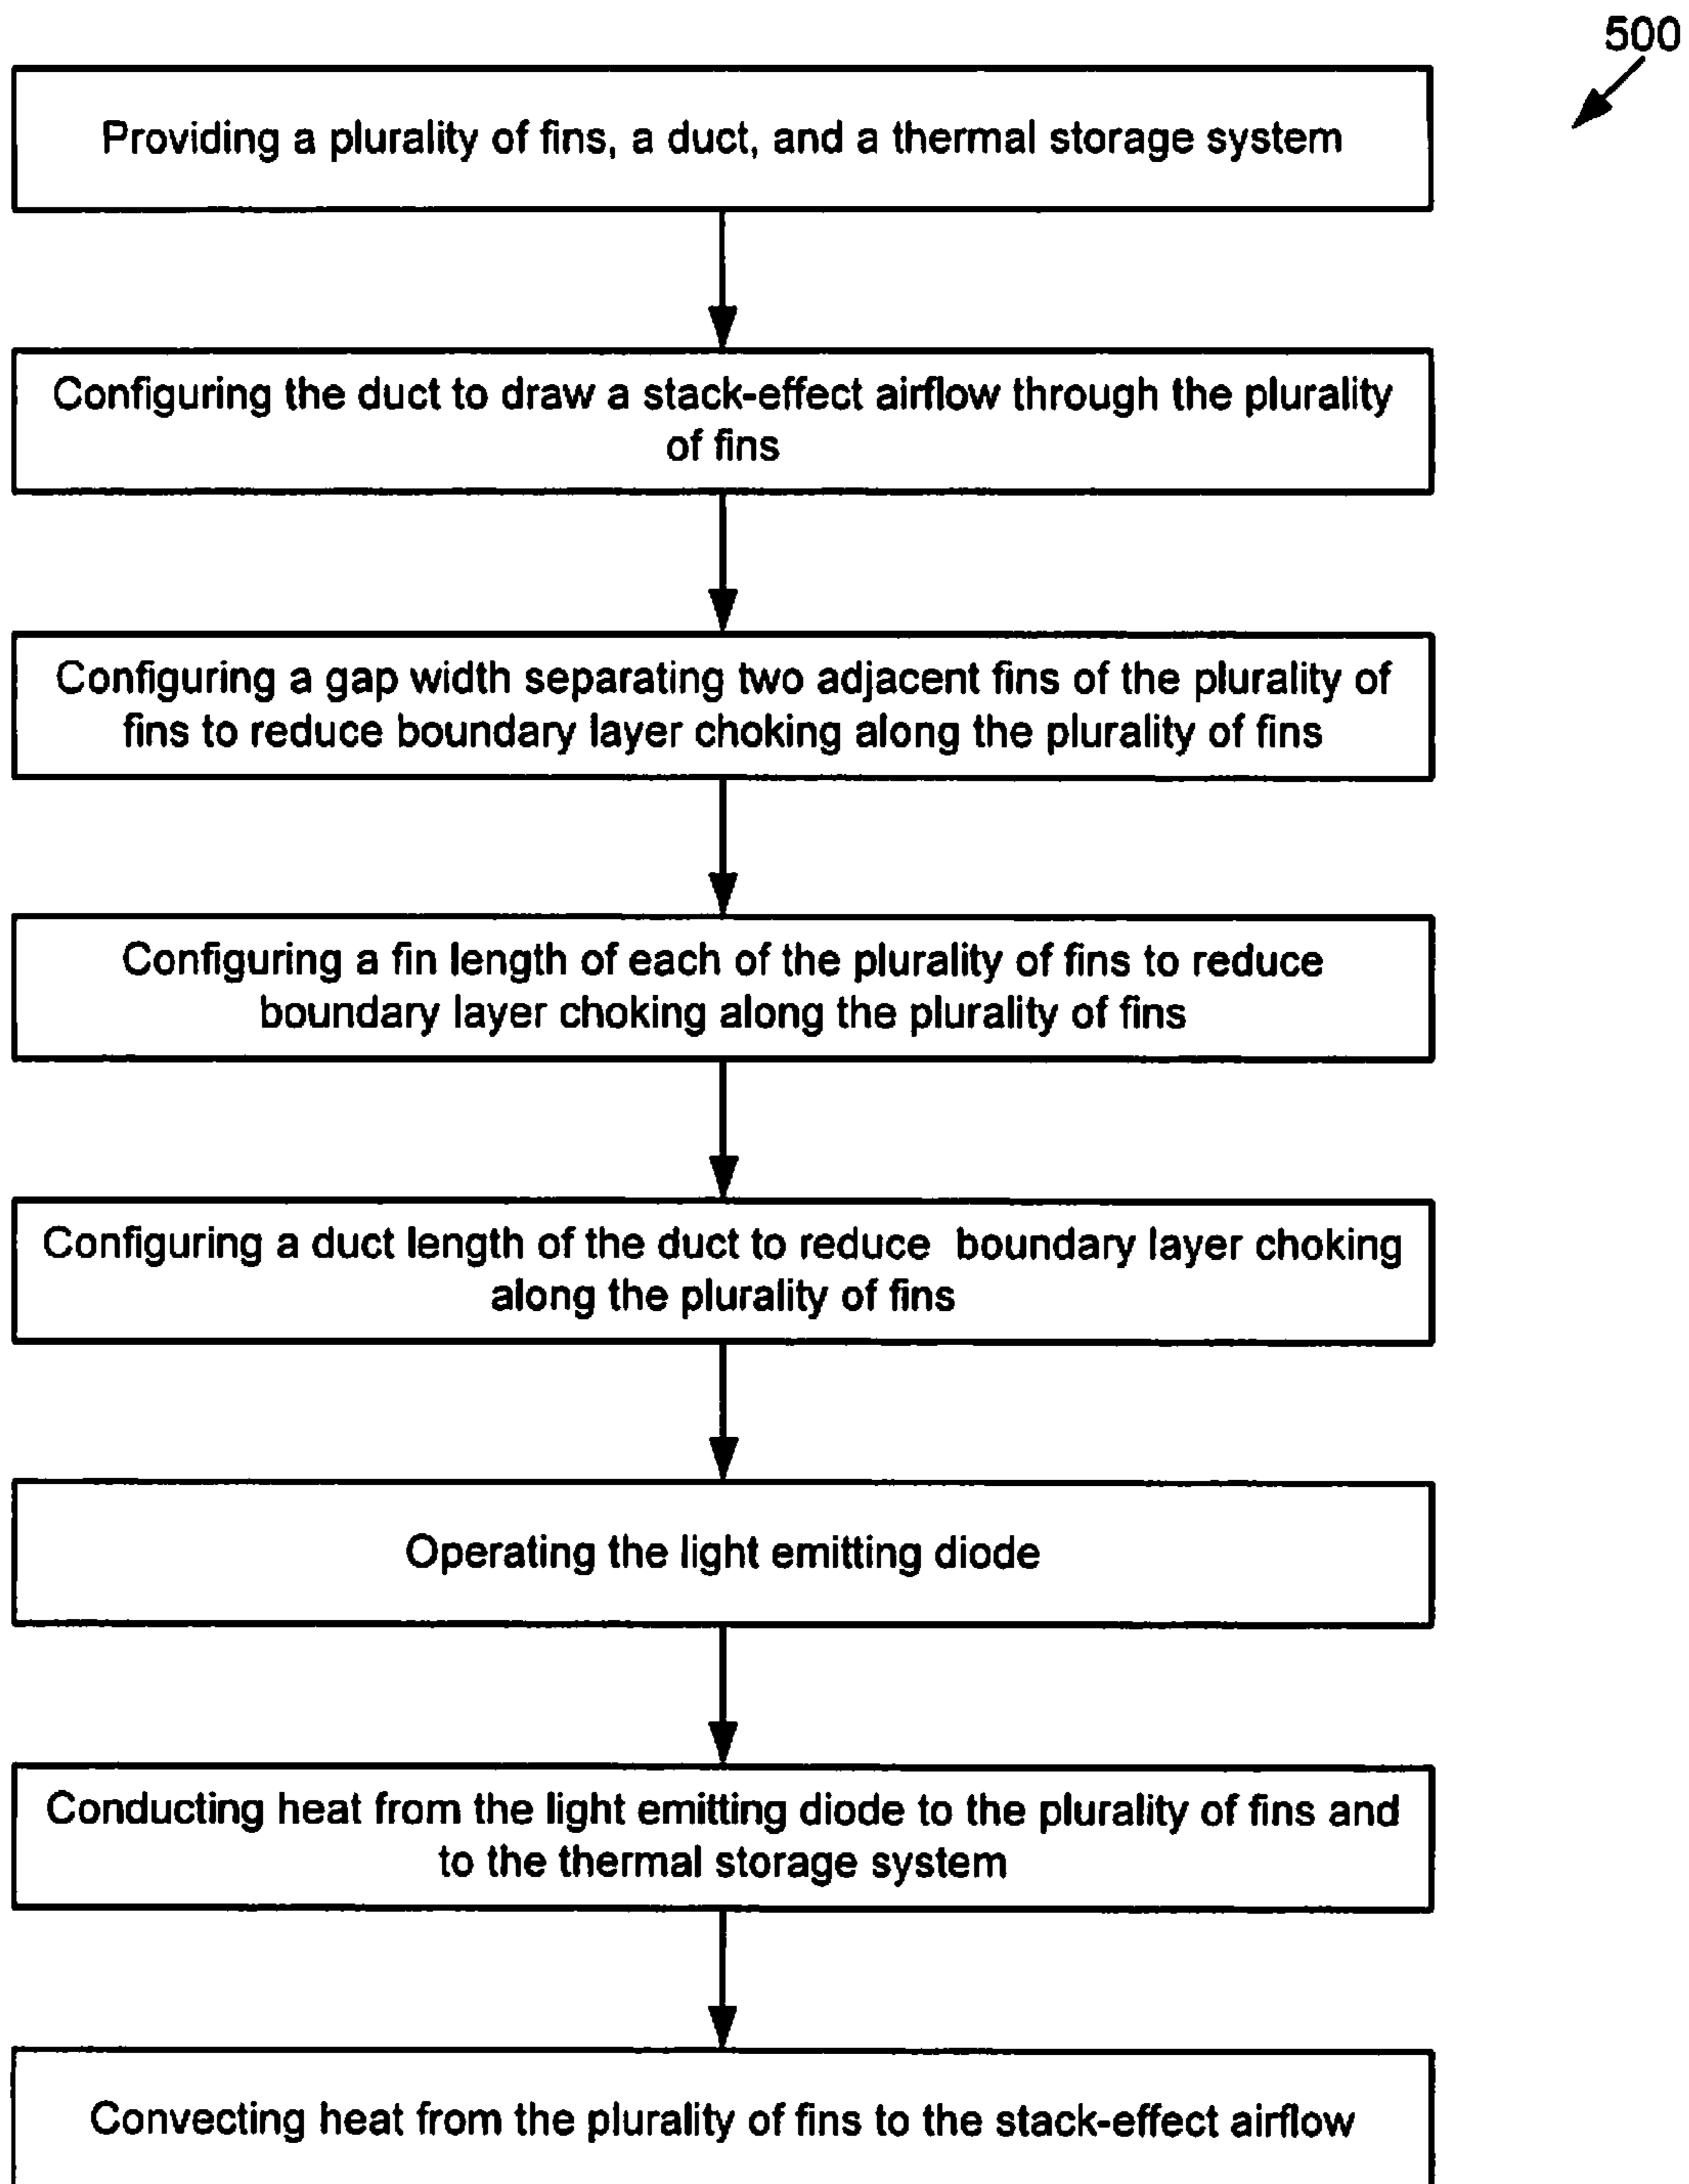 500
Providing a plurality of fins, a duct, and a thermal storage system
Configuring the duct to draw a stack-effect airflow through the plurality
of fins
Configuring a gap width separating two adjacent fins of the plurality of
fins to reduce boundary layer choking along the plurality of fins
Configuring a fin length of each of the plurality of fins to reduce
boundary layer choking along the plurality of fins
Configuring a duct length of the duct to reduce  boundary layer choking
along the plurality of fins
Operating the light emitting diode
Conducting heat from the light emitting diode to the plurality of fins and
to the thermal storage system
Convecting heat from the plurality of fins to the stack-effect airflow